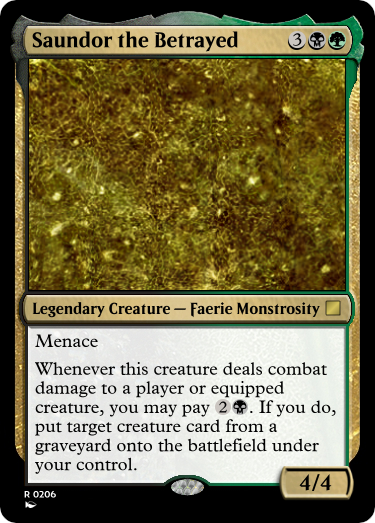 Saundor the Betrayed 3
Legendary Creature — Faerie Monstrosity
Menace
Whenever this creature deals combat
damage to a player or equipped
creature, you may pay 2. If you do,
put target creature card from a
graveyard onto the battlefield under
your control.
4/4
R 0206